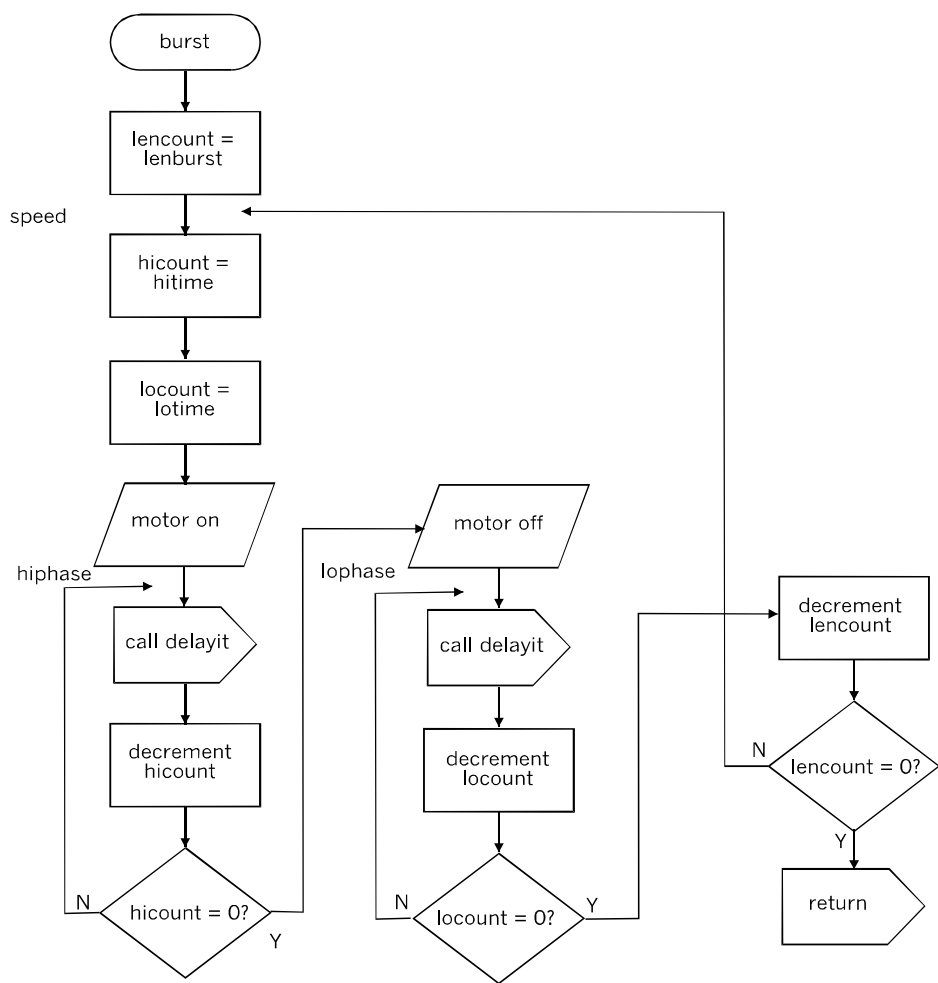 burst
lencount =
lenburst
speed
hicount =
hitime
locount =
lotime
motor on
hiphase
call delayit
decrement
hicount
N
hicount = 0?
Y
motor off
lophase
call delayit
decrement
locount
N
locount = 0?
Y
decrement
lencount
N
lencount = 0?
Y
return